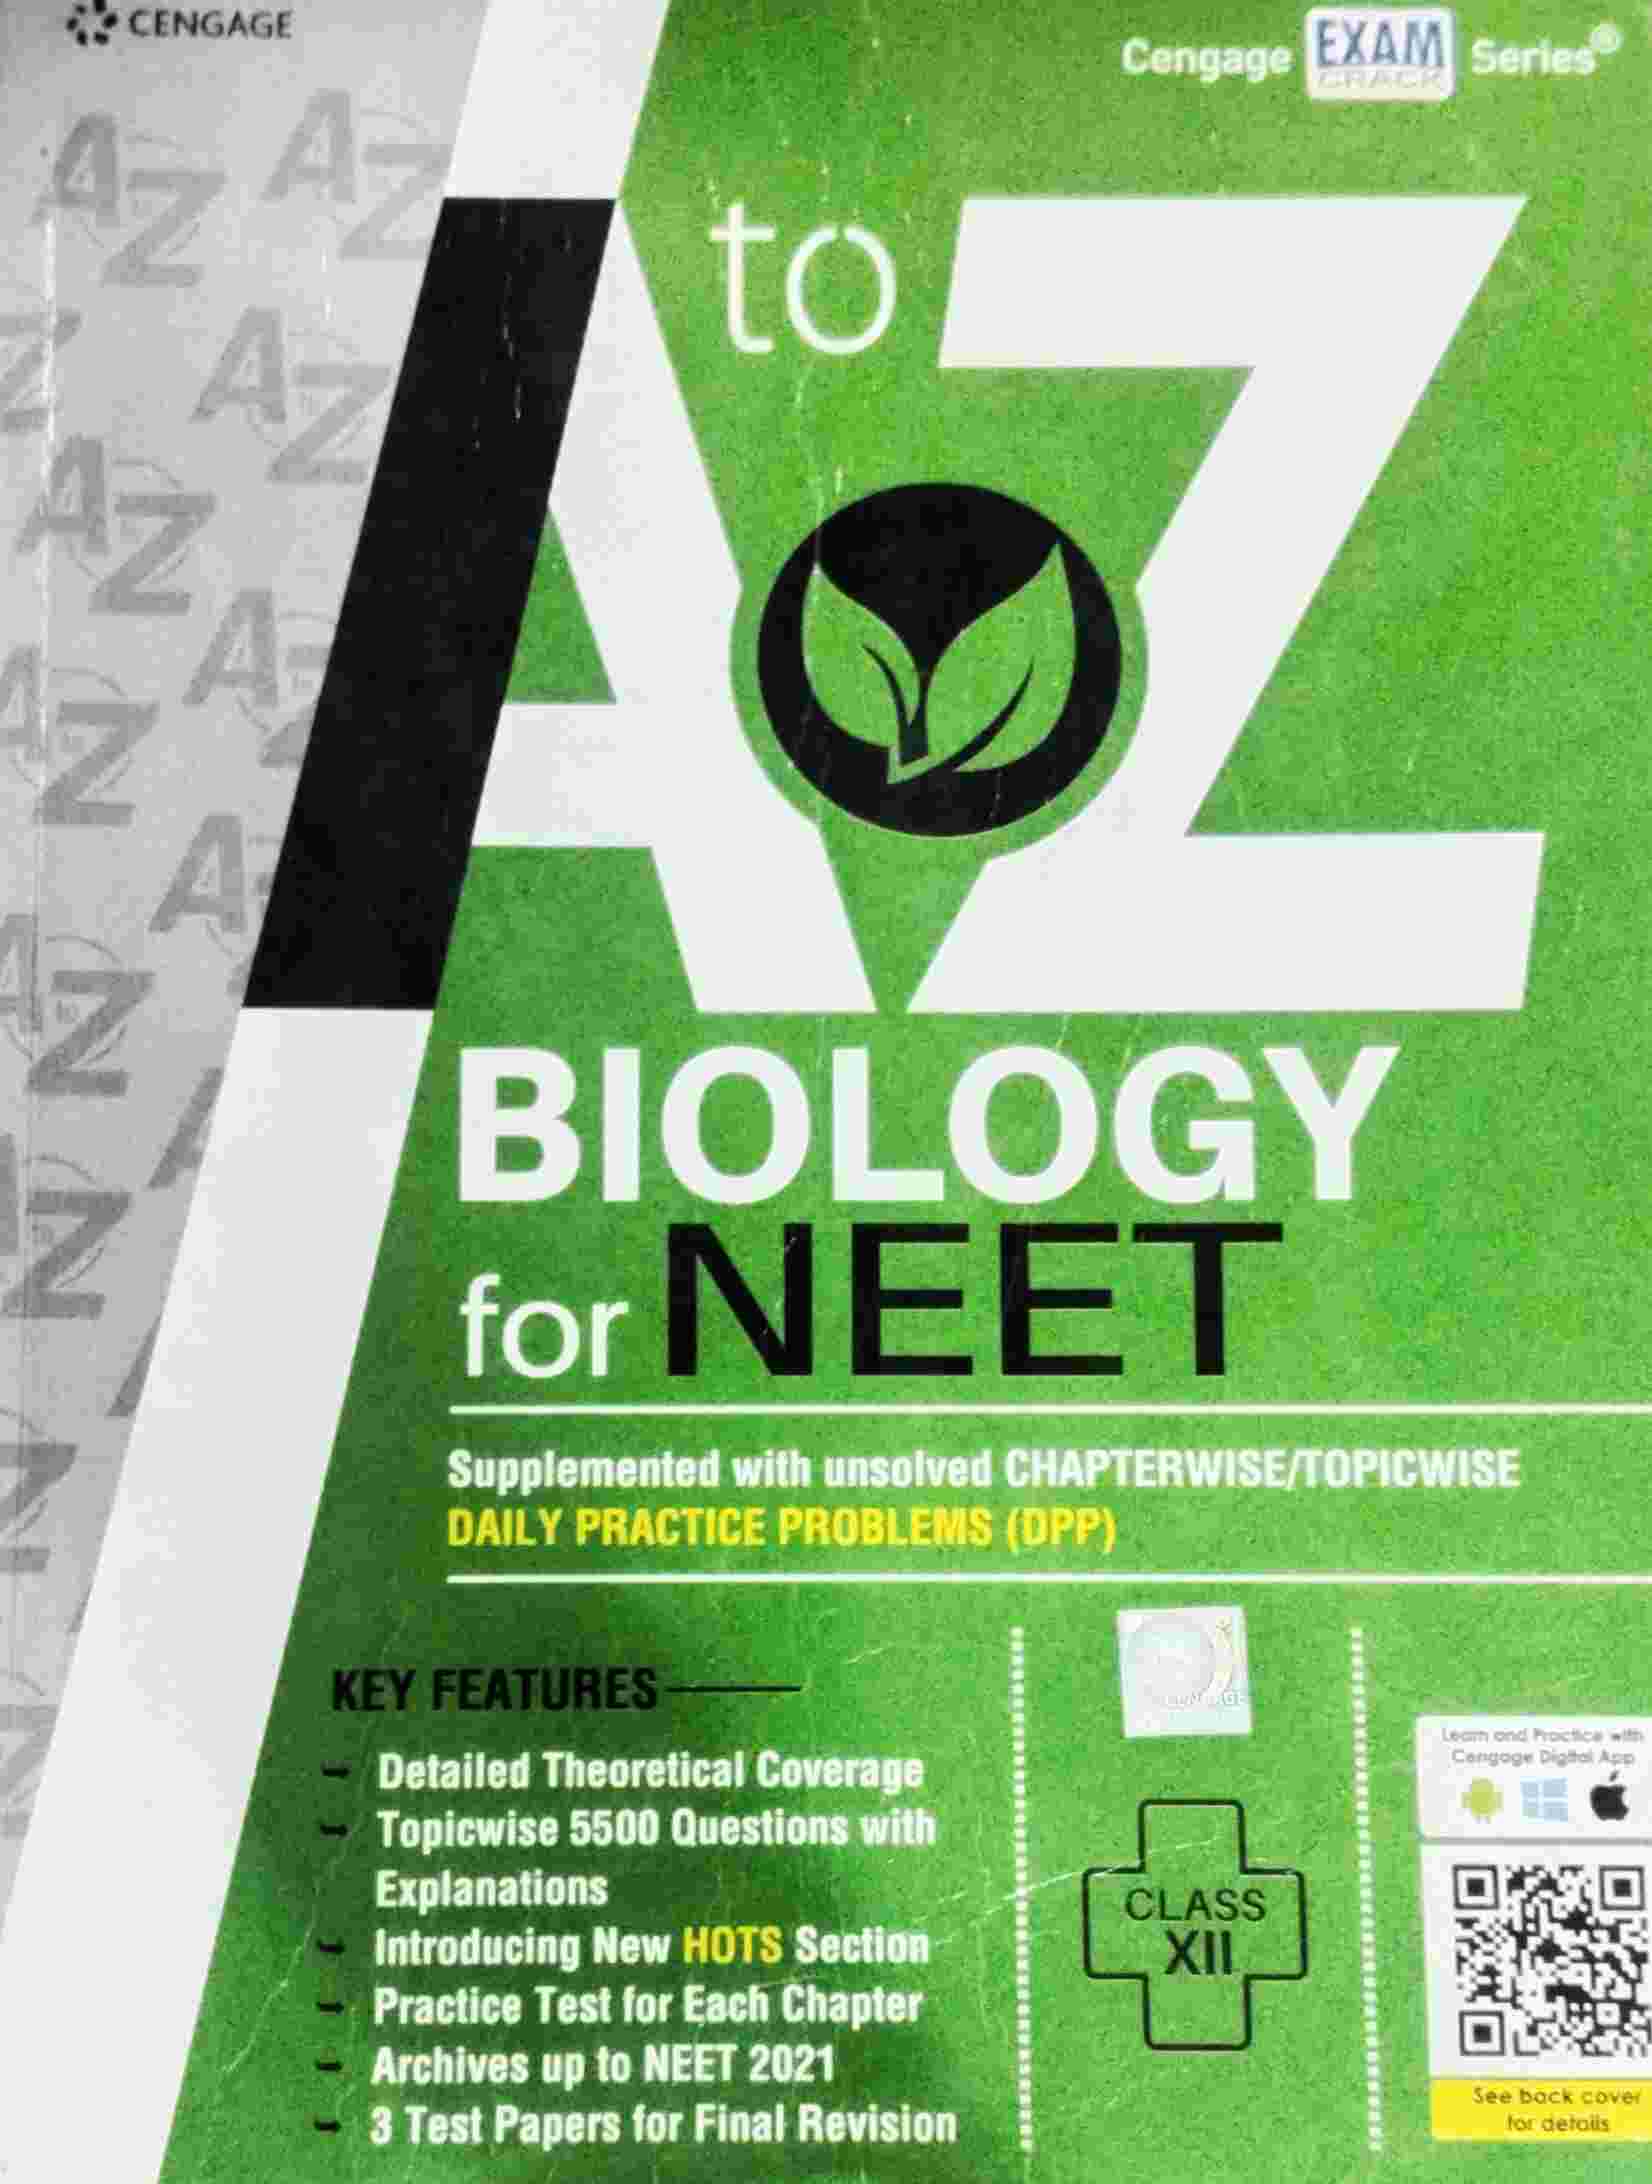 CENGAGE
Cengage EXAM CRACK Series®
A to Z
BIOLOGY
for NEET
Supplemented with unsolved CHAPTERWISE/TOPICWISE
DAILY PRACTICE PROBLEMS (DPP)
KEY FEATURES
Detailed Theoretical Coverage
Topicwise 5500 Questions with
Explanations
Introducing New HOTS Section
Practice Test for Each Chapter
Archives up to NEET 2021
3 Test Papers for Final Revision
CENGAGE
CLASS
XII
Learn and Practice with
Cengage Digital App
See back cover
for details